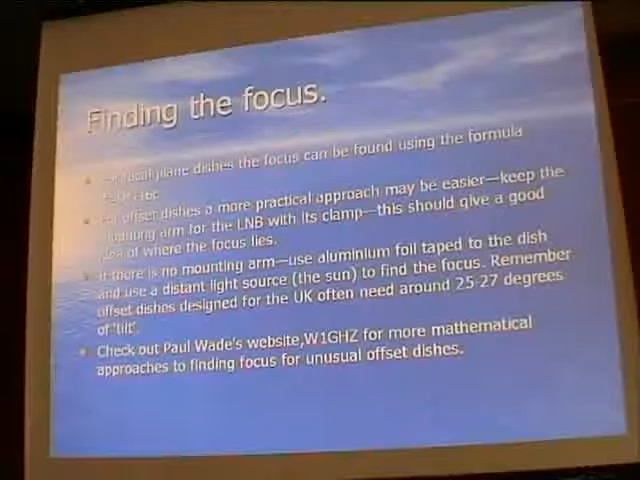 Finding the focus.
focal plane dishes the focus can be found using the formula
offset dishes a more practical approach may be easier—keep the
mounting arm for the LNB with its clamp—this should give a good
idea of where the focus lies.
If there is no mounting arm—use aluminium foil taped to the dish
and use a distant light source (the sun) to find the focus. Remember
offset dishes designed for the UK often need around 25-27 degrees
of 'tilt'.
Check out Paul Wade's website,W1GHZ for more mathematical
approaches to finding focus for unusual offset dishes.